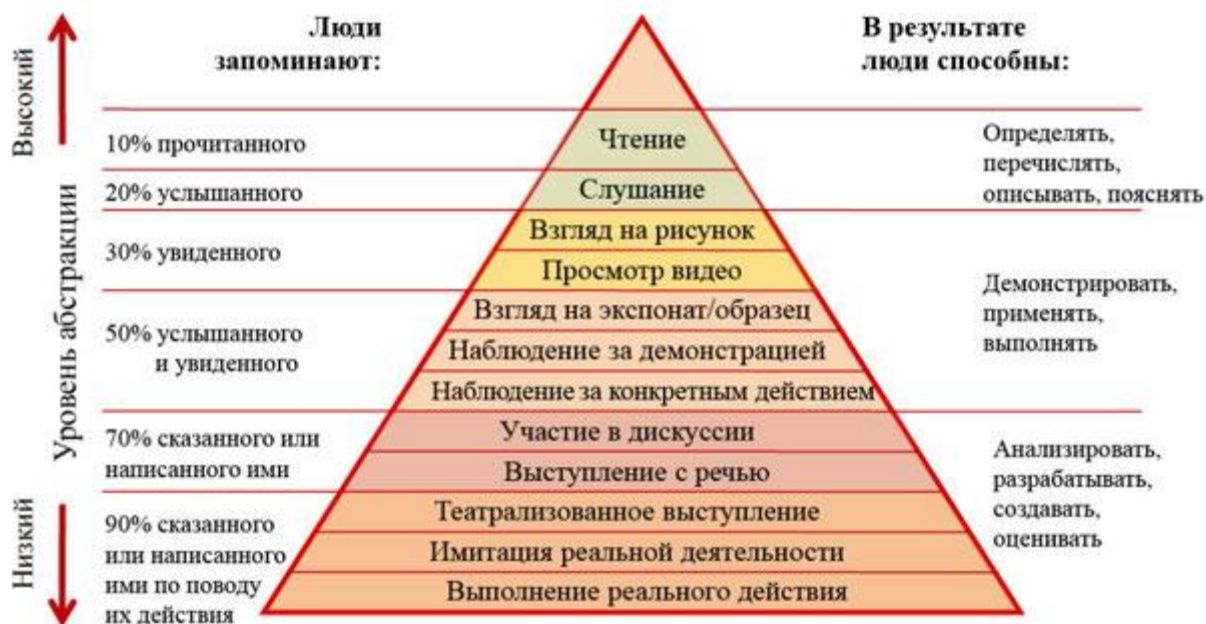 Высокий
Уровень абстракции
Низкий
Люди
запоминают:
В результате
люди способны:
10% прочитанного
Чтение
Определять,
перечислять,
описывать, пояснять
20% услышанного
Слушание
30% увиденного
Взгляд на рисунок
Просмотр видео
Демонстрировать,
применять,
выполнять
50% услышанного
и увиденного
Взгляд на экспонат/образец
Наблюдение за демонстрацией
Наблюдение за конкретным действием
70% сказанного или
написанного ими
Участие в дискуссии
Выступление с речью
Анализировать,
разрабатывать,
создавать,
оценивать
90% сказанного
или написанного
ими по поводу
их действия
Театрализованное выступление
Имитация реальной деятельности
Выполнение реального действия